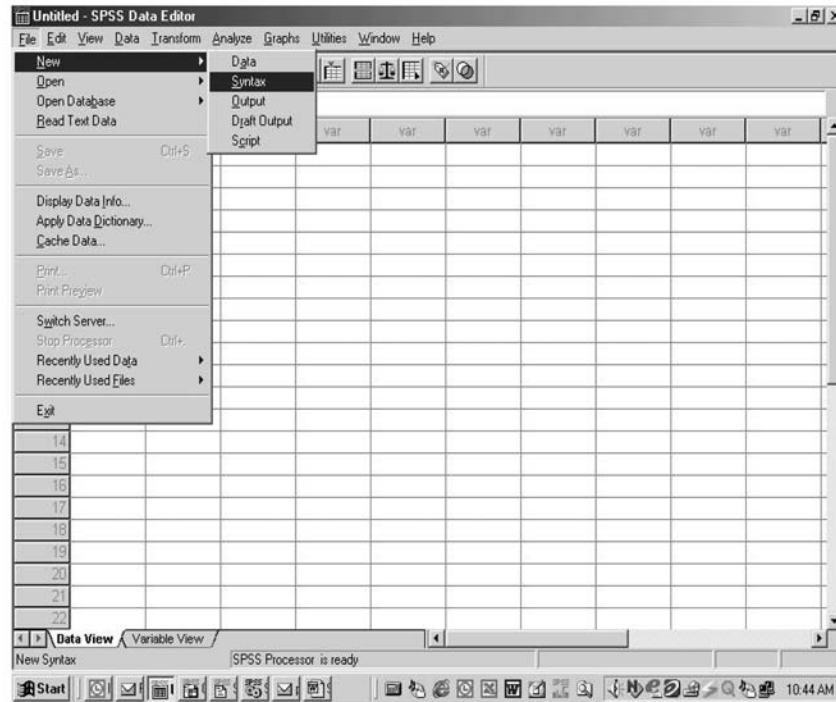 Untitled - SPSS Data Editor
File Edit View Data Transform Analyze Graphs Utilities Window Help
New
Open
Open Database
Read Text Data
Save Ctrl+S
Save As...
Display Data Info...
Apply Data Dictionary...
Cache Data...
Print... Ctrl+P
Print Preview
Switch Server...
Stop Processor Ctrl+.
Recently Used Data
Recently Used Files
Exit
Data
Syntax
Output
Draft Output
Script
var var var var var var var
14
15
16
17
18
19
20
21
22
Data View Variable View
New Syntax SPSS Processor is ready
Start 10:44 AM